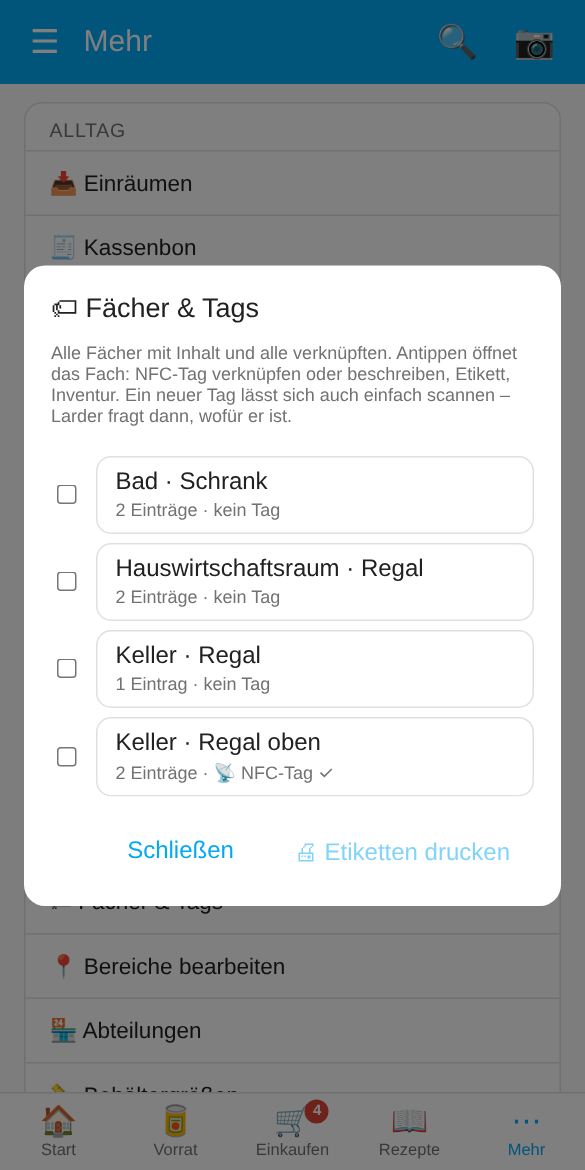 ☰ Mehr 🔍 📷
ALLTAG
📥 Einräumen
🧾 Kassenbon
🏷 Fächer & Tags
Alle Fächer mit Inhalt und alle verknüpften. Antippen öffnet
das Fach: NFC-Tag verknüpfen oder beschreiben, Etikett,
Inventur. Ein neuer Tag lässt sich auch einfach scannen –
Larder fragt dann, wofür er ist.
Bad · Schrank
2 Einträge · kein Tag
Hauswirtschaftsraum · Regal
2 Einträge · kein Tag
Keller · Regal
1 Eintrag · kein Tag
Keller · Regal oben
2 Einträge · 📡 NFC-Tag ✓
Schließen 🖨 Etiketten drucken
🏷 Fächer & Tags
📍 Bereiche bearbeiten
🏪 Abteilungen
📏 Behältergrößen
4
Start Vorrat Einkaufen Rezepte Mehr